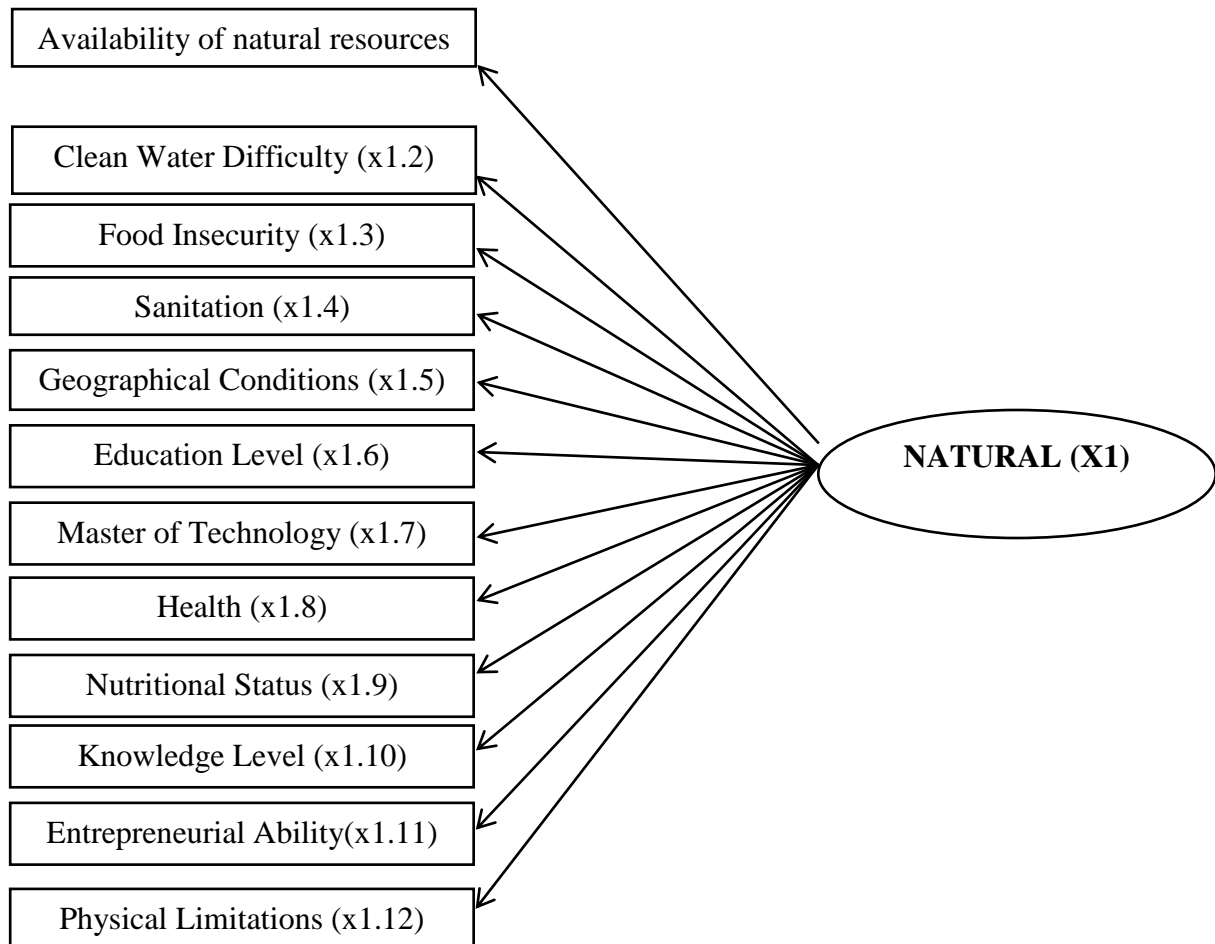 Availability of natural resources
Clean Water Difficulty (x1.2)
Food Insecurity (x1.3)
Sanitation (x1.4)
Geographical Conditions (x1.5)
Education Level (x1.6)
NATURAL (X1)
Master of Technology (x1.7)
Health (x1.8)
Nutritional Status (x1.9)
Knowledge Level (x1.10)
Entrepreneurial Ability(x1.11)
Physical Limitations (x1.12)